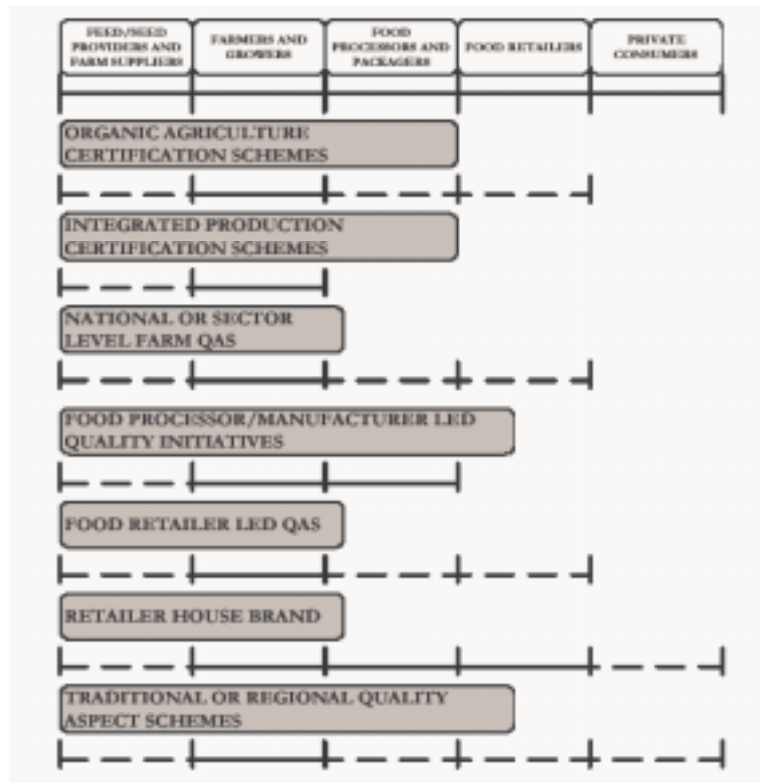 FEED/SEED
PROVIDERS AND
FARM SUPPLIERS
FARMERS AND
GROWERS
FOOD
PROCESSORS AND
PACKAGERS
FOOD RETAILERS
PRIVATE
CONSUMERS
ORGANIC AGRICULTURE
CERTIFICATION SCHEMES
INTEGRATED PRODUCTION
CERTIFICATION SCHEMES
NATIONAL OR SECTOR
LEVEL FARM QAS
FOOD PROCESSOR/MANUFACTURER LED
QUALITY INITIATIVES
FOOD RETAILER LED QAS
RETAILER HOUSE BRAND
TRADITIONAL OR REGIONAL QUALITY
ASPECT SCHEMES